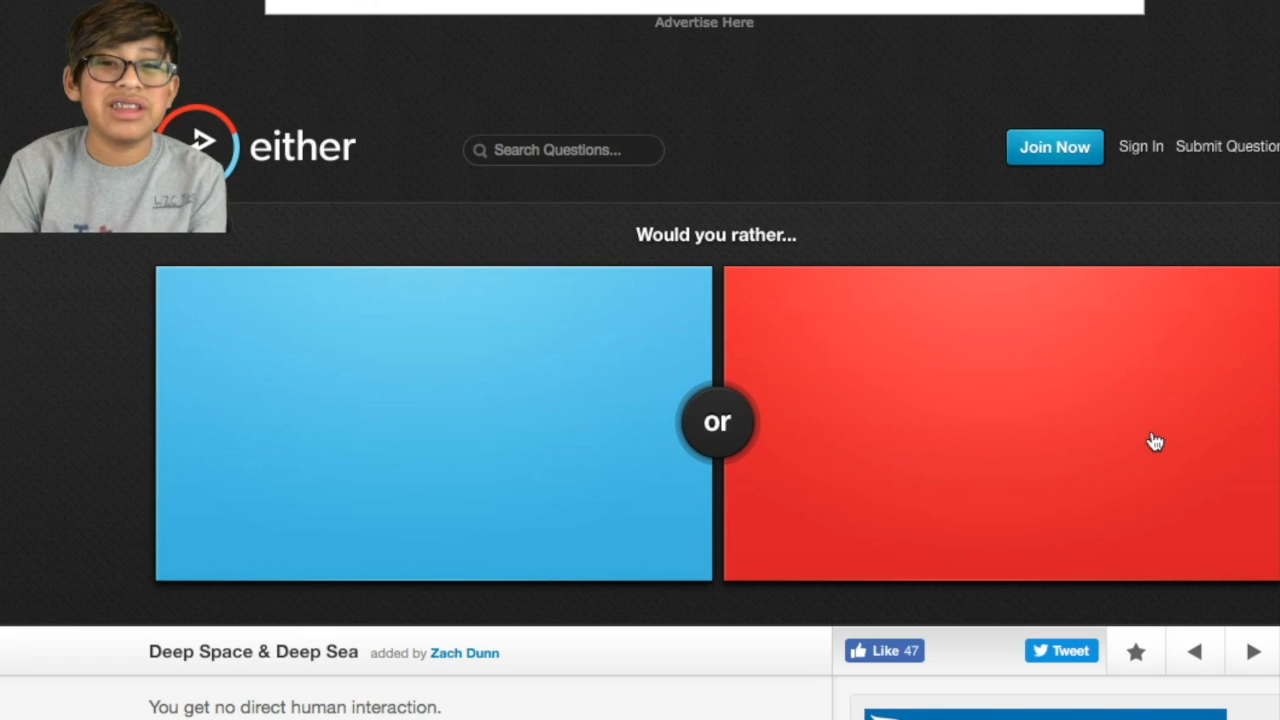 Advertise Here
either
Search Questions...
Join Now
Sign In
Submit Question
Would you rather...
or
Deep Space & Deep Sea added by Zach Dunn
Like 47
Tweet
You get no direct human interaction.